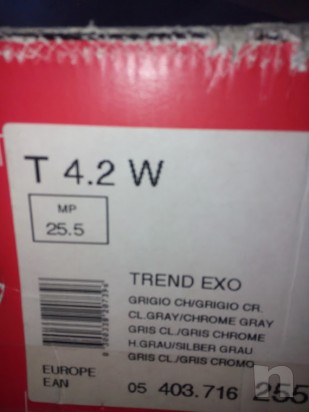 T 4.2 W
MP
25.5
TREND EXO
GRIGIO CH/GRIGIO CR.
CL.GRAY/CHROME GRAY
GRIS CL./GRIS CHROME
H.GRAU/SILBER GRAU
GRIS CL./GRIS CROMO
EUROPE
EAN
05 403.716 255
n